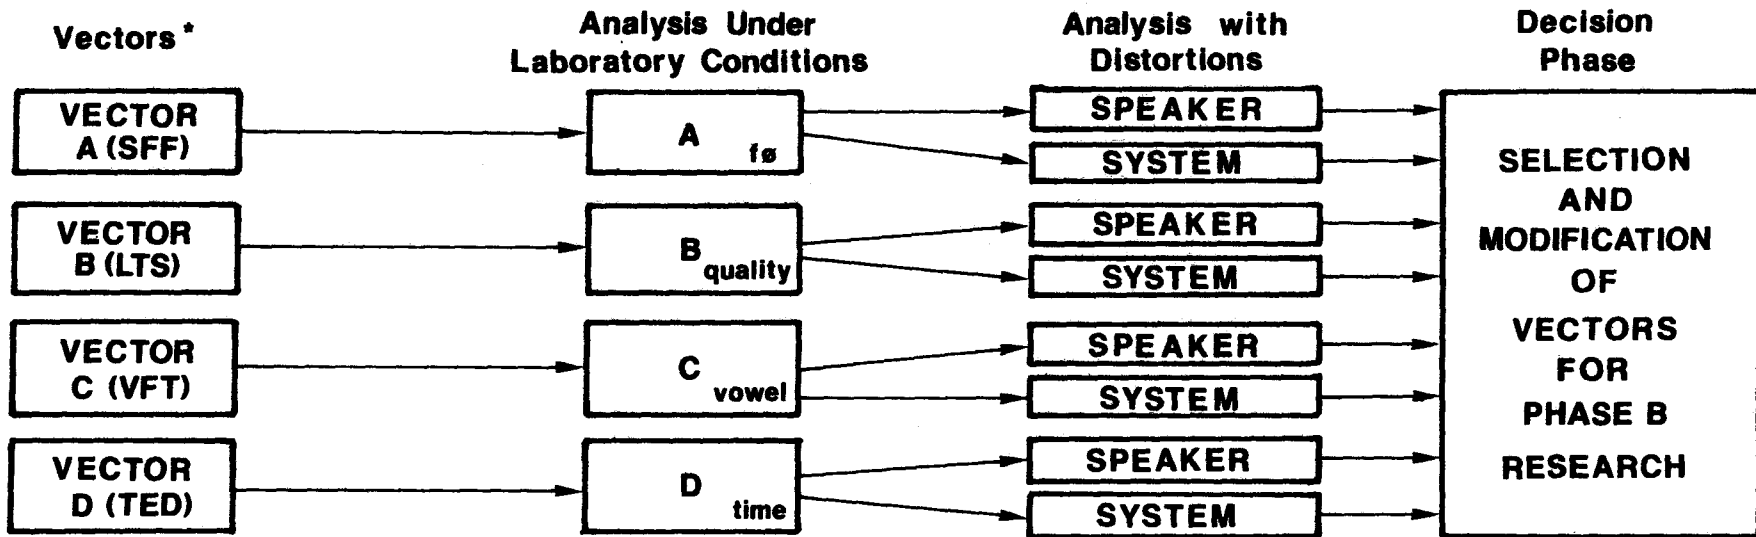 Vectors*
Analysis Under
Laboratory Conditions
Analysis with
Distortions
Decision
Phase
VECTOR
A (SFF)
A
fø
SPEAKER
SYSTEM
VECTOR
B (LTS)
B
quality
SPEAKER
SYSTEM
VECTOR
C (VFT)
C
vowel
SPEAKER
SYSTEM
VECTOR
D (TED)
D
time
SPEAKER
SYSTEM
SELECTION
AND
MODIFICATION
OF
VECTORS
FOR
PHASE B
RESEARCH